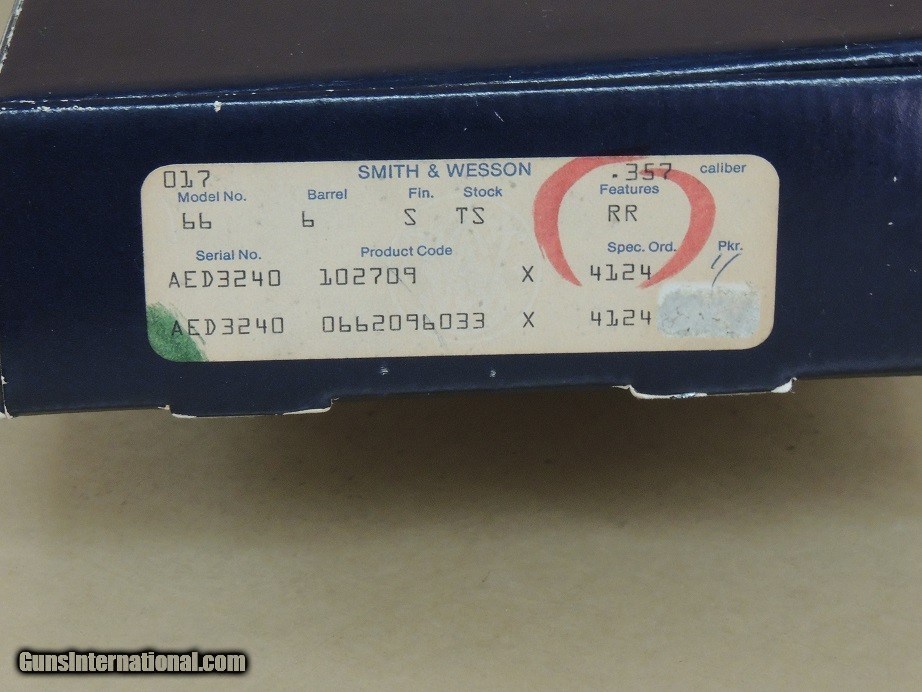 017 SMITH & WESSON .357 caliber
Model No. Barrel Fin. Stock Features
66 6 S TS RR
Serial No. Product Code Spec. Ord. Pkr.
AED3240 102709 X 4124 11
AED3240 0662096033 X 4124
GunsInternational.com